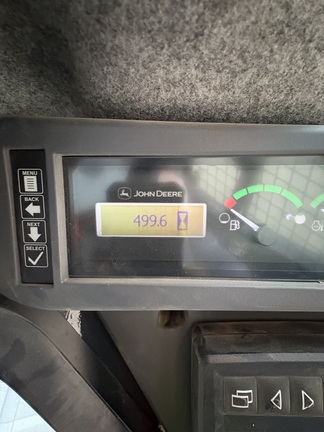 MENU
BACK
NEXT
SELECT
JOHN DEERE
499.6